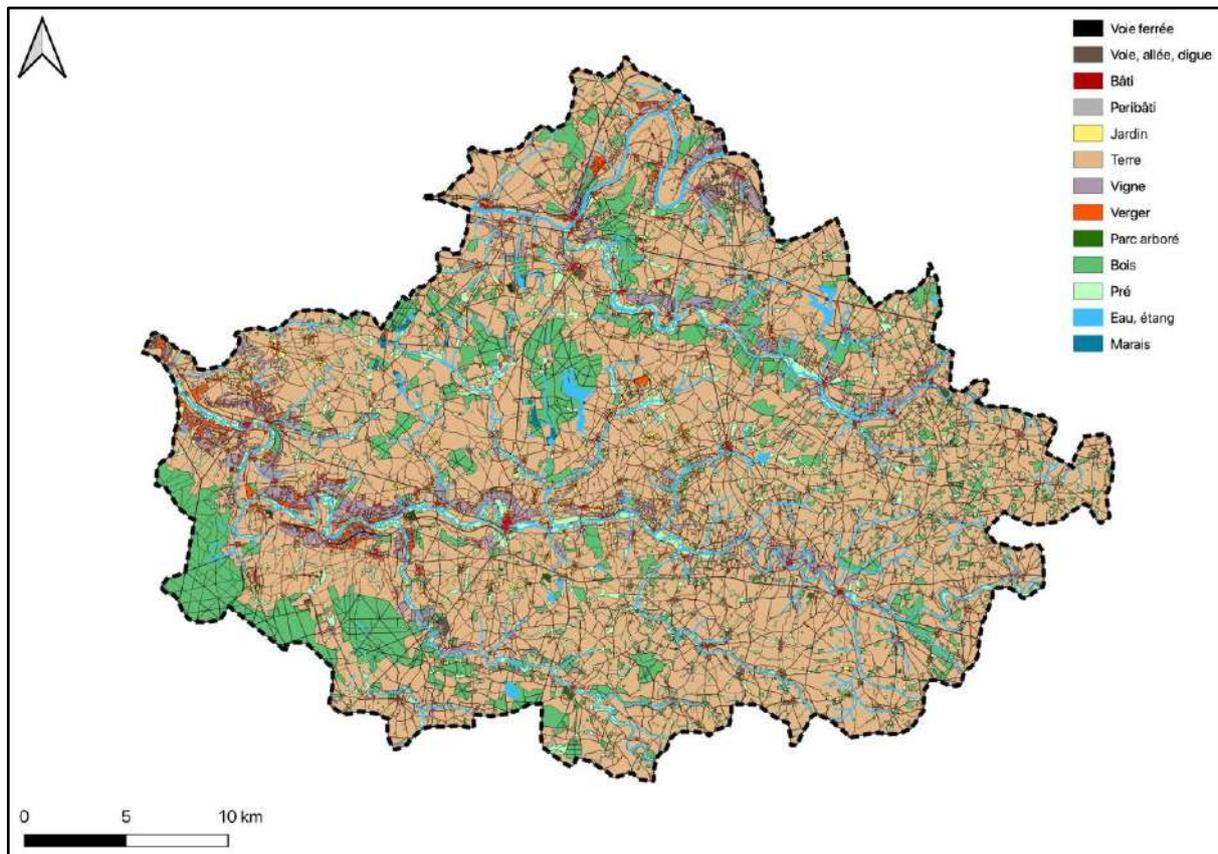 Voie ferrée
Voie, allée, digue
Bâti
Peribâti
Jardin
Terre
Vigne
Verger
Parc arboré
Bois
Pré
Eau, étang
Marais
0 5 10 km